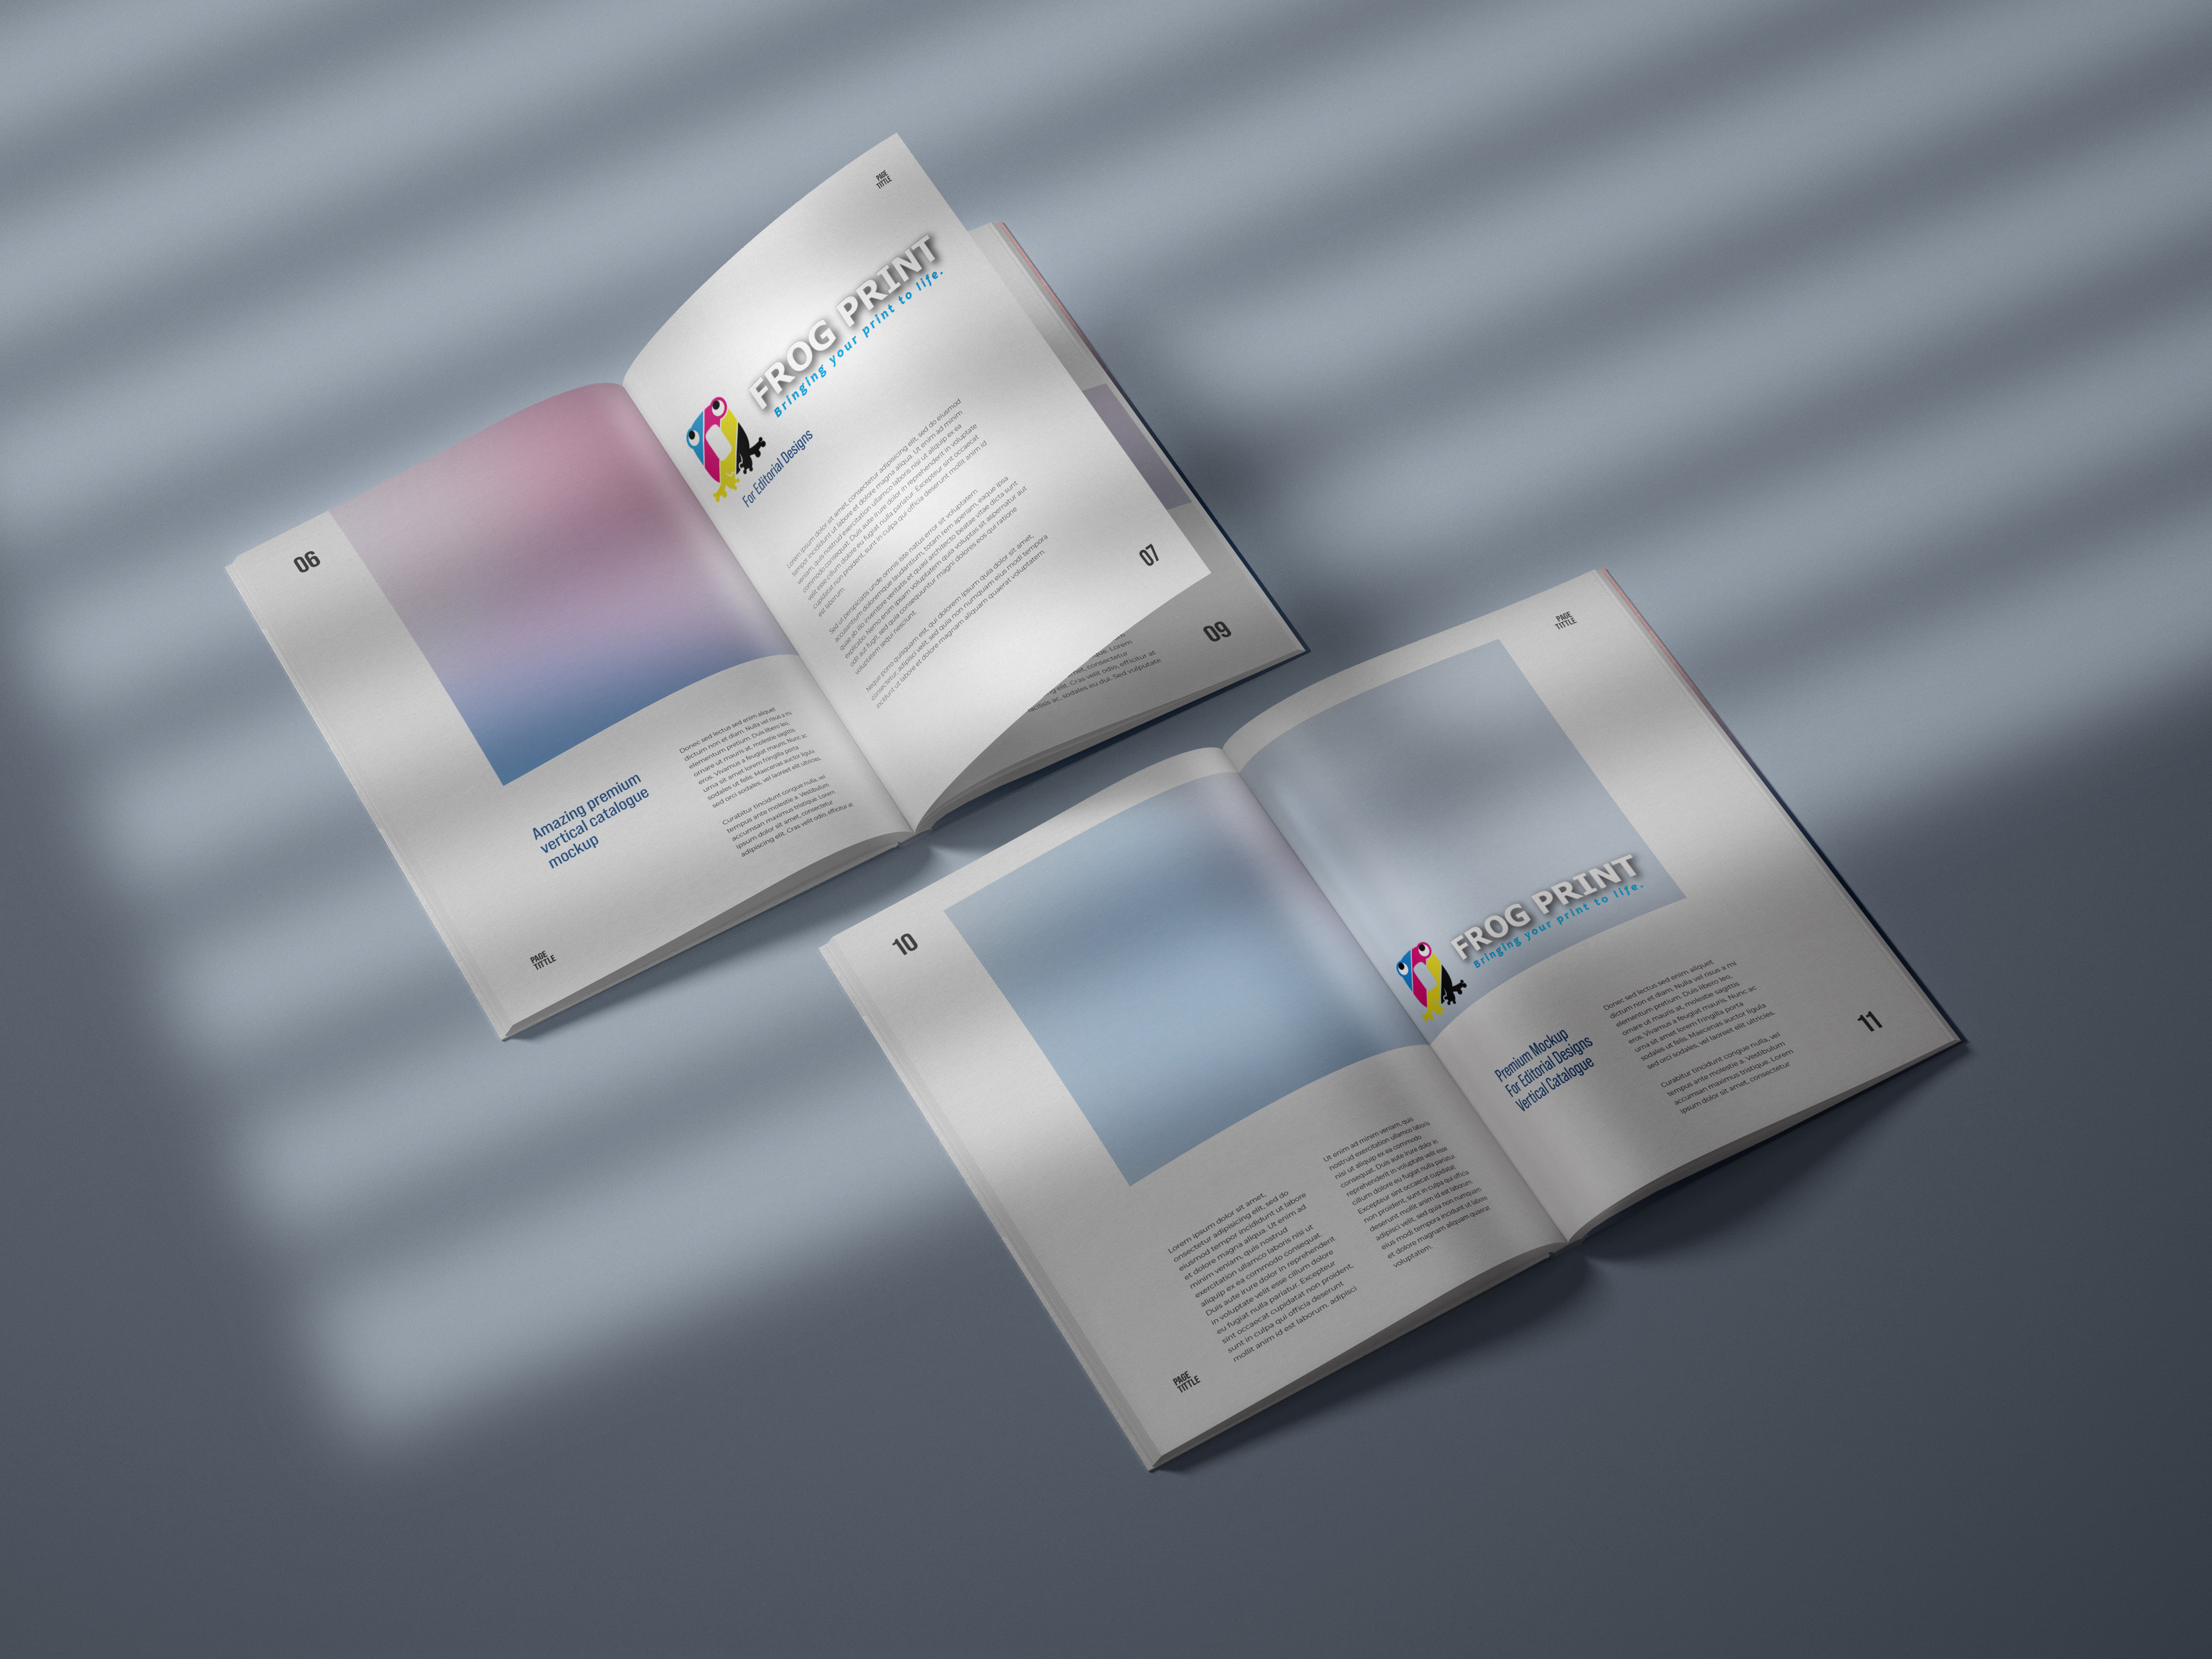 06
Amazing premium
vertical catalogue
mockup
Donec sed lectus sed enim aliquet
dictum non et diam. Nulla vel risus a mi
elementum pretium. Duis libero leo,
ornare ut mauris at, molestie sagittis
eros. Vivamus a feugiat mauris. Nunc ac
urna sit amet lorem fringilla porta
sodales ut felis. Maecenas auctor ligula
sed orci sodales, vel laoreet elit ultricies.
Curabitur tincidunt congue nulla, vel
tempus ante molestie a. Vestibulum
accumsan maximus tristique. Lorem
ipsum dolor sit amet, consectetur
adipiscing elit. Cras velit odio, efficitur at
PAGE
TITTLE
PAGE
TITTLE
FROG PRINT
Bringing your print to life.
For Editorial Designs
Lorem ipsum dolor sit amet, consectetur adipisicing elit, sed do eiusmod
tempor incididunt ut labore et dolore magna aliqua. Ut enim ad minim
veniam, quis nostrud exercitation ullamco laboris nisi ut aliquip ex ea
commodo consequat. Duis aute irure dolor in reprehenderit in voluptate
velit esse cillum dolore eu fugiat nulla pariatur. Excepteur sint occaecat
cupidatat non proident, sunt in culpa qui officia deserunt mollit anim id
est laborum.
Sed ut perspiciatis unde omnis iste natus error sit voluptatem
accusantium doloremque laudantium, totam rem aperiam, eaque ipsa
quae ab illo inventore veritatis et quasi architecto beatae vitae dicta sunt
explicabo. Nemo enim ipsam voluptatem quia voluptas sit aspernatur aut
odit aut fugit, sed quia consequuntur magni dolores eos qui ratione
voluptatem sequi nesciunt.
Neque porro quisquam est, qui dolorem ipsum quia dolor sit amet,
consectetur, adipisci velit, sed quia non numquam eius modi tempora
incidunt ut labore et dolore magnam aliquam quaerat voluptatem
07
Lorem
amet, consectetur
elit. Cras velit odio, efficitur at
facilisis ac, sodales eu dui. Sed vulputate
09
10
Lorem ipsum dolor sit amet,
onsectetur adipisicing elit, sed do
eiusmod tempor incididunt ut labore
et dolore magna aliqua. Ut enim ad
minim veniam, quis nostrud
exercitation ullamco laboris nisi ut
aliquip ex ea commodo consequat.
Duis aute irure dolor in reprehenderit
in voluptate velit esse cillum dolore
eu fugiat nulla pariatur. Excepteur
sint occaecat cupidatat non proident,
sunt in culpa qui officia deserunt
mollit anim id est laborum. adipisci
Ut enim ad minim veniam, quis
nostrud exercitation ullamco laboris
nisi ut aliquip ex ea commodo
consequat. Duis aute irure dolor in
reprehenderit in voluptate velit esse
cillum dolore eu fugiat nulla pariatur.
Excepteur sint occaecat cupidatat
non proident, sunt in culpa qui officia
deserunt mollit anim id est laborum.
adipisci velit, sed quia non numquam
eius modi tempora incidunt ut labore
et dolore magnam aliquam quaerat
voluptatem.
PAGE
TITTLE
PAGE
TITTLE
FROG PRINT
Bringing your print to life.
Premium Mockup
For Editorial Designs
Vertical Catalogue
Donec sed lectus sed enim aliquet
dictum non et diam. Nulla vel risus a mi
elementum pretium. Duis libero leo,
ornare ut mauris at, molestie sagittis
eros. Vivamus a feugiat mauris. Nunc ac
urna sit amet lorem fringilla porta
sodales ut felis. Maecenas auctor ligula
sed orci sodales, vel laoreet elit ultricies.
Curabitur tincidunt congue nulla, vel
tempus ante molestie a. Vestibulum
accumsan maximus tristique. Lorem
ipsum dolor sit amet, consectetur
11